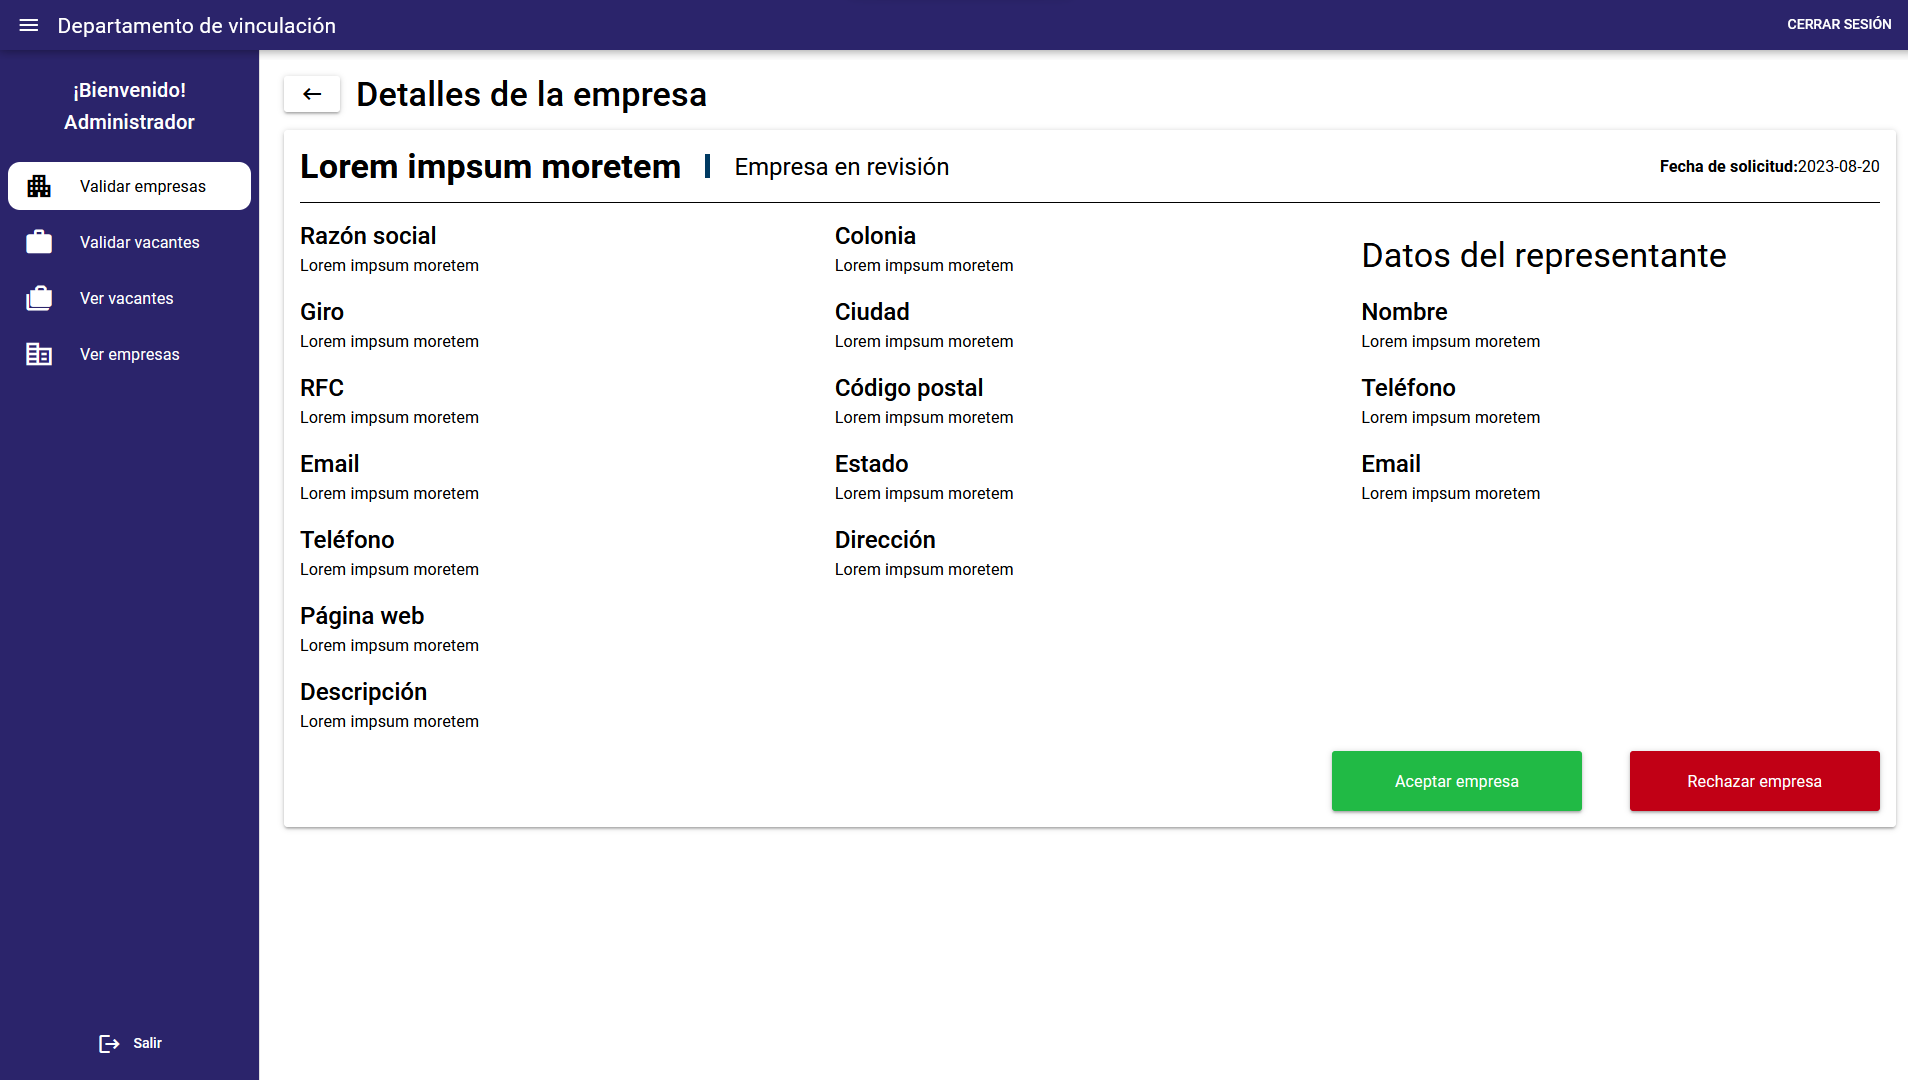 Departamento de vinculación
CERRAR SESIÓN
¡Bienvenido!
Administrador
Validar empresas
Validar vacantes
Ver vacantes
Ver empresas
Salir
Detalles de la empresa
Lorem impsum moretem
Empresa en revisión
Fecha de solicitud:2023-08-20
Razón social
Lorem impsum moretem
Giro
Lorem impsum moretem
RFC
Lorem impsum moretem
Email
Lorem impsum moretem
Teléfono
Lorem impsum moretem
Página web
Lorem impsum moretem
Descripción
Lorem impsum moretem
Colonia
Lorem impsum moretem
Ciudad
Lorem impsum moretem
Código postal
Lorem impsum moretem
Estado
Lorem impsum moretem
Dirección
Lorem impsum moretem
Datos del representante
Nombre
Lorem impsum moretem
Teléfono
Lorem impsum moretem
Email
Lorem impsum moretem
Aceptar empresa
Rechazar empresa